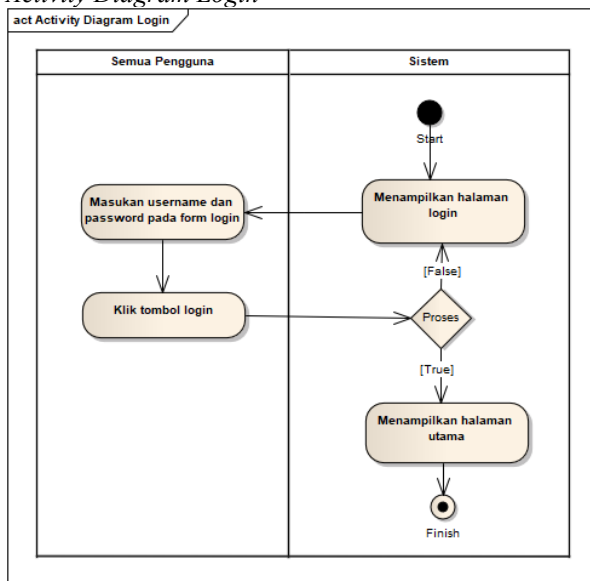 Activity Diagram Login
act Activity Diagram Login
Semua Pengguna
Sistem
Start
Menampilkan halaman
login
Masukan username dan
password pada form login
[False]
Klik tombol login
Proses
[True]
Menampilkan halaman
utama
Finish